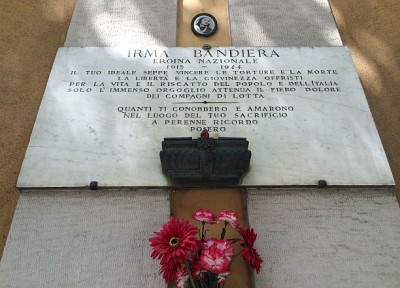 IRMA BANDIERA
EROINA NAZIONALE
1915 - 1944
IL TUO IDEALE SEPPE VINCERE LE TORTURE E LA MORTE
LA LIBERTÀ E LA GIOVINEZZA OFFRISTI
PER LA VITA E IL RISCATTO DEL POPOLO E DELL'ITALIA
SOLO L'IMMENSO ORGOGLIO ATTENUA IL FIERO DOLORE
DEI COMPAGNI DI LOTTA
QUANTI TI CONOBBERO E AMARONO
NEL LUOGO DEL TUO SACRIFICIO
A PERENNE RICORDO
POSERO